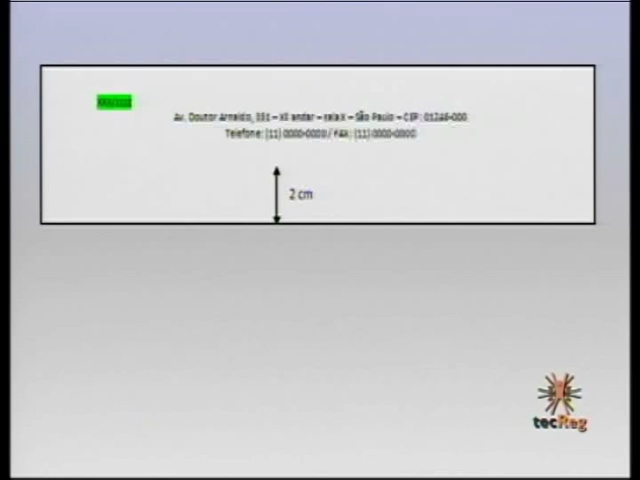 Av. Doutor Arnaldo, 351 – Xº andar – sala X – São Paulo – CEP: 01246-000
Telefone: (11) 0000-0000 / FAX: (11) 0000-0000
2 cm
tecReg